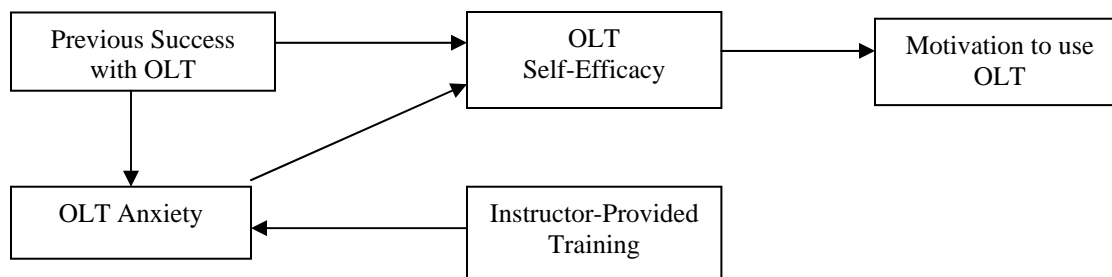 Previous Success
with OLT
OLT
Self-Efficacy
Motivation to use
OLT
OLT Anxiety
Instructor-Provided
Training